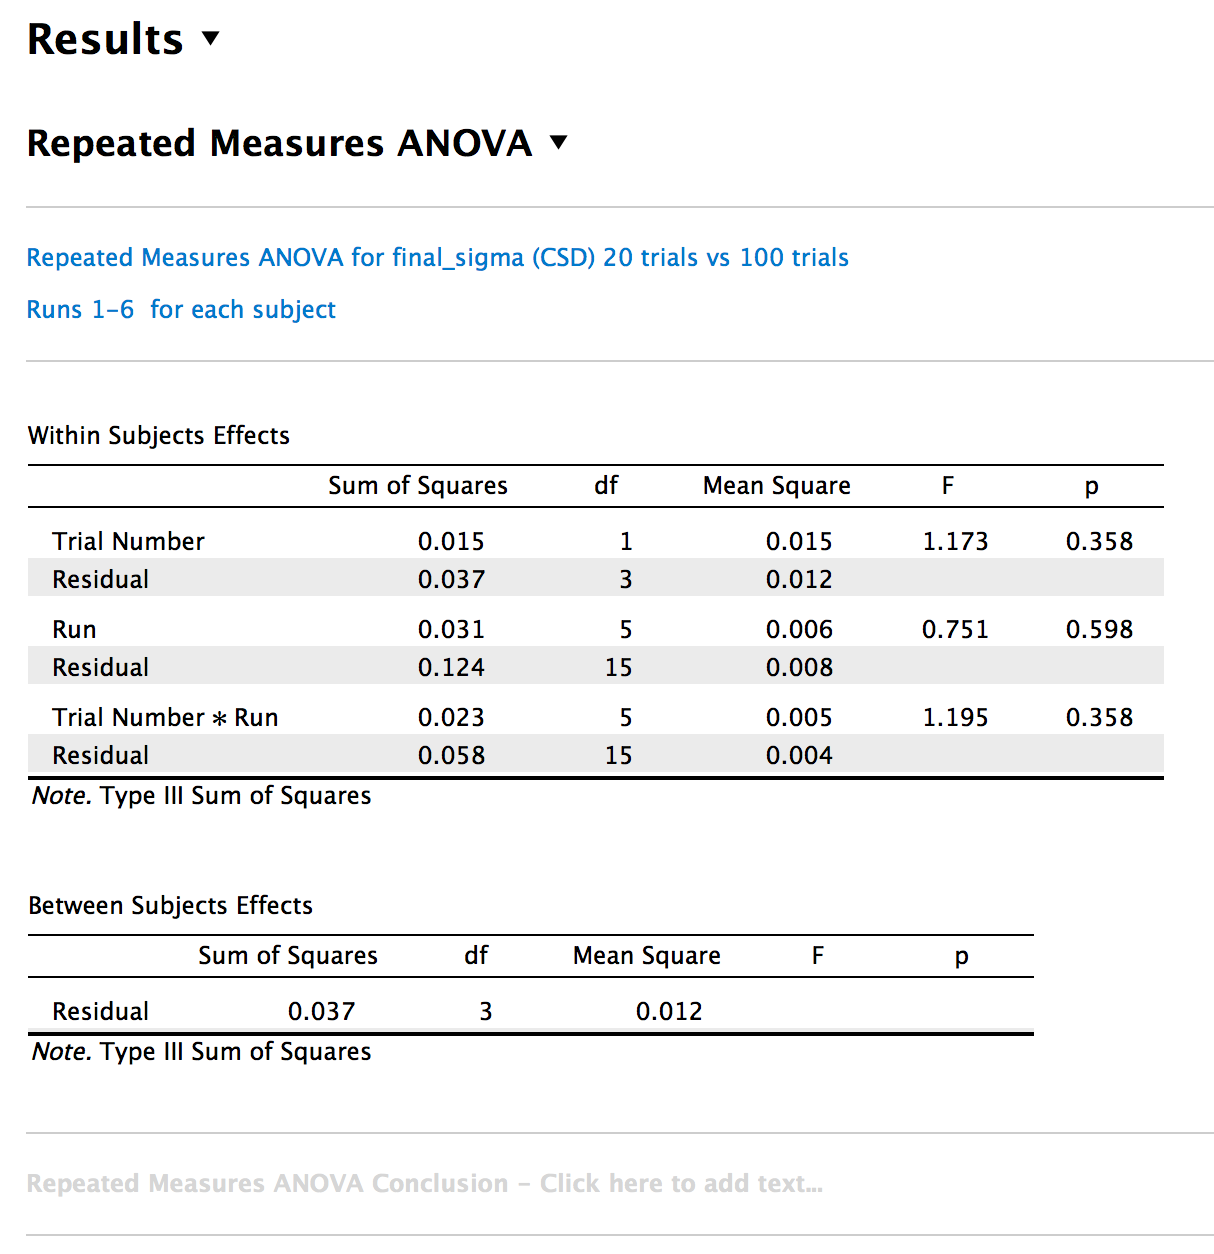 Results ▼
Repeated Measures ANOVA ▼
Repeated Measures ANOVA for final_sigma (CSD) 20 trials vs 100 trials
Runs 1–6  for each subject
Within Subjects Effects
Sum of Squares df Mean Square F p
Trial Number 0.015 1 0.015 1.173 0.358
Residual 0.037 3 0.012
Run 0.031 5 0.006 0.751 0.598
Residual 0.124 15 0.008
Trial Number * Run 0.023 5 0.005 1.195 0.358
Residual 0.058 15 0.004
Note. Type III Sum of Squares
Between Subjects Effects
Sum of Squares df Mean Square F p
Residual 0.037 3 0.012
Note. Type III Sum of Squares
Repeated Measures ANOVA Conclusion – Click here to add text...